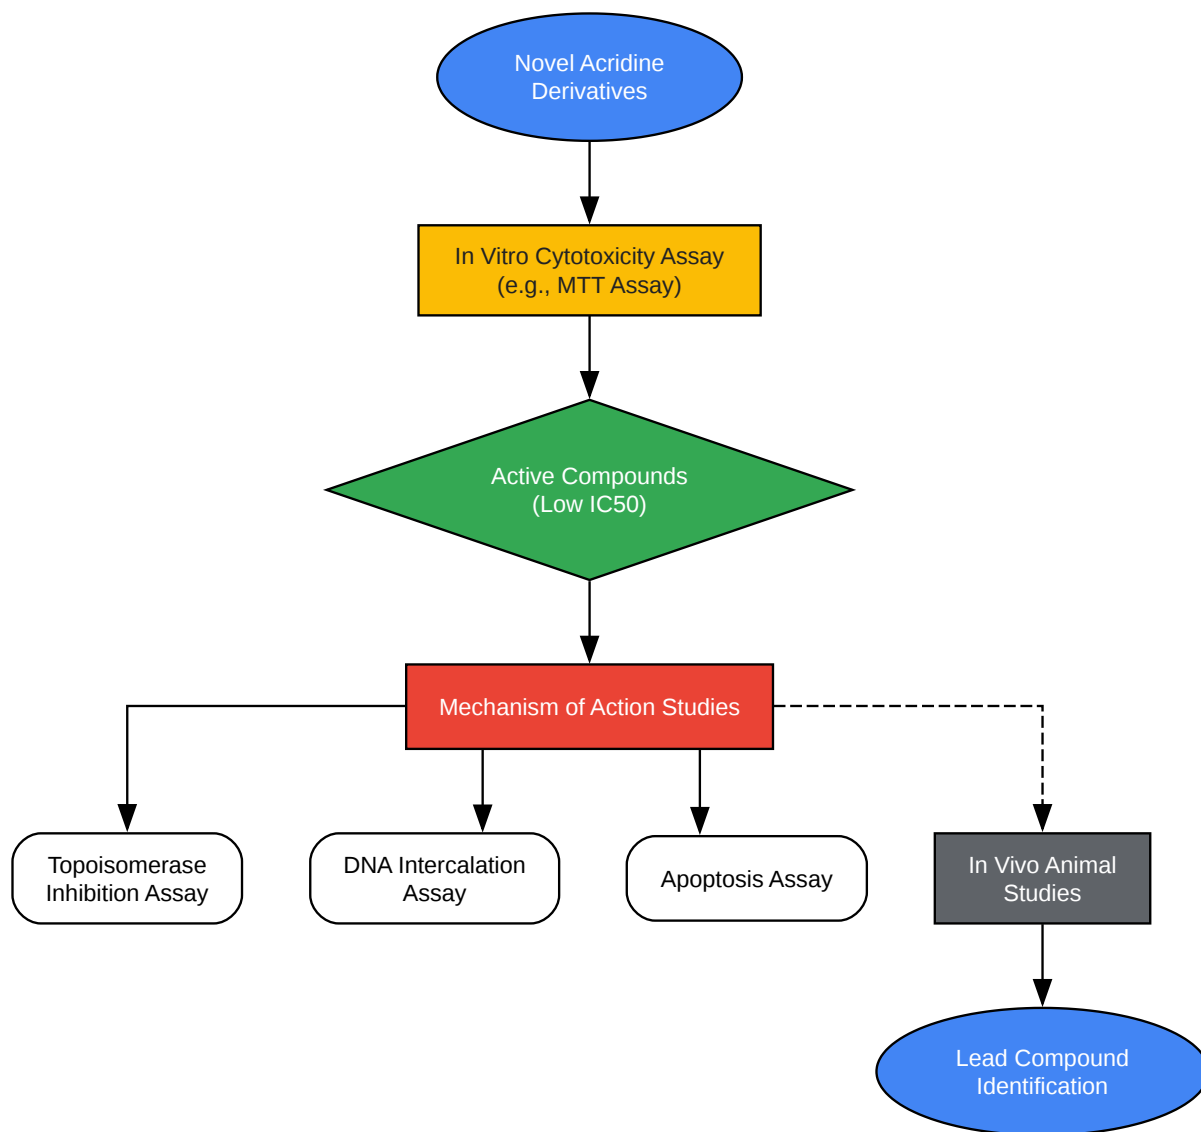 Novel Acridine
Derivatives
In Vitro Cytotoxicity Assay
(e.g., MTT Assay)
Active Compounds
(Low IC50)
Mechanism of Action Studies
Topoisomerase
Inhibition Assay
DNA Intercalation
Assay
Apoptosis Assay
In Vivo Animal
Studies
Lead Compound
Identification